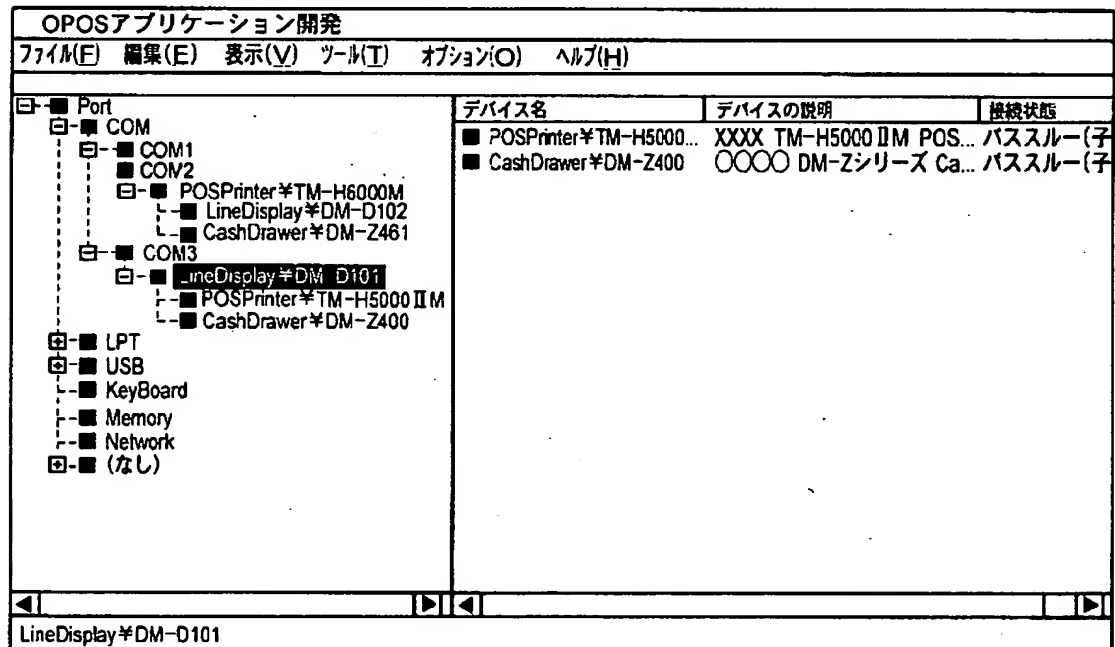 OPOSアプリケーション開発
ファイル(F) 編集(E) 表示(V) ツール(T) オプション(O) ヘルプ(H)
Port
COM
COM1
COM2
POSPrinter¥TM-H6000M
LineDisplay¥DM-D102
CashDrawer¥DM-Z461
COM3
LineDisplay¥DM-D101
POSPrinter¥TM-H5000ⅡM
CashDrawer¥DM-Z400
LPT
USB
KeyBoard
Memory
Network
(なし)
デバイス名 デバイスの説明 接続状態
POSPrinter¥TM-H5000... XXXX TM-H5000ⅡM POS... パススルー(子
CashDrawer¥DM-Z400 〇〇〇〇 DM-Zシリーズ Ca... パススルー(子
LineDisplay¥DM-D101